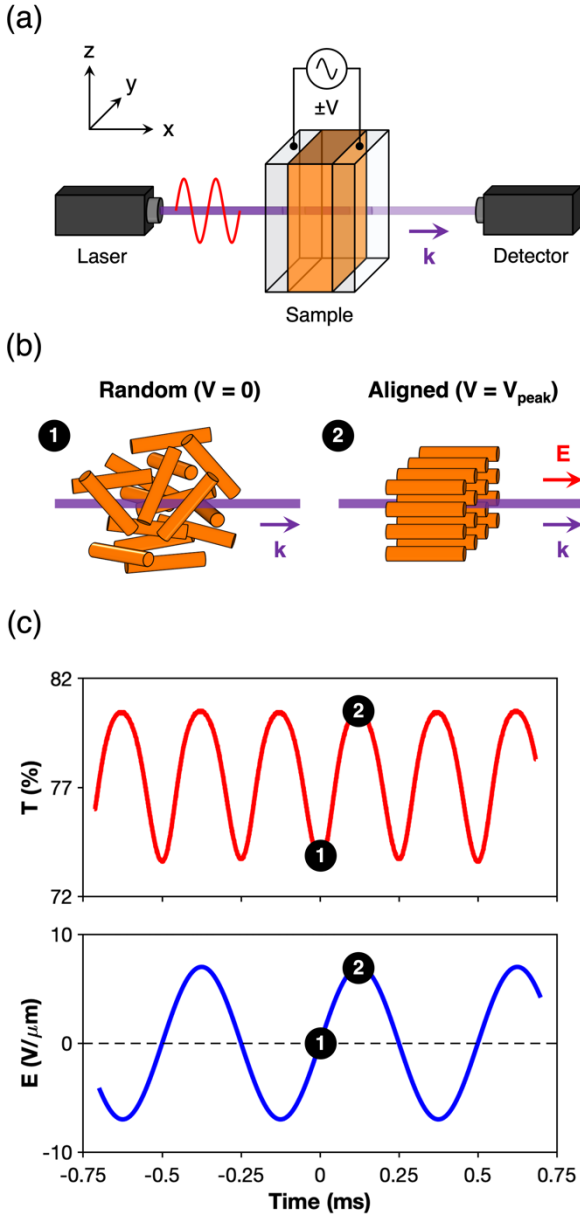 (a)
z
y
x
±V
Laser
k
Detector
Sample
(b)
Random (V = 0)
Aligned (V = V_peak)
1
2
E
k
k
(c)
82
77
72
T (%)
2
1
10
0
-10
E (V/μm)
2
1
-0.75 -0.5 -0.25 0 0.25 0.5 0.75
Time (ms)